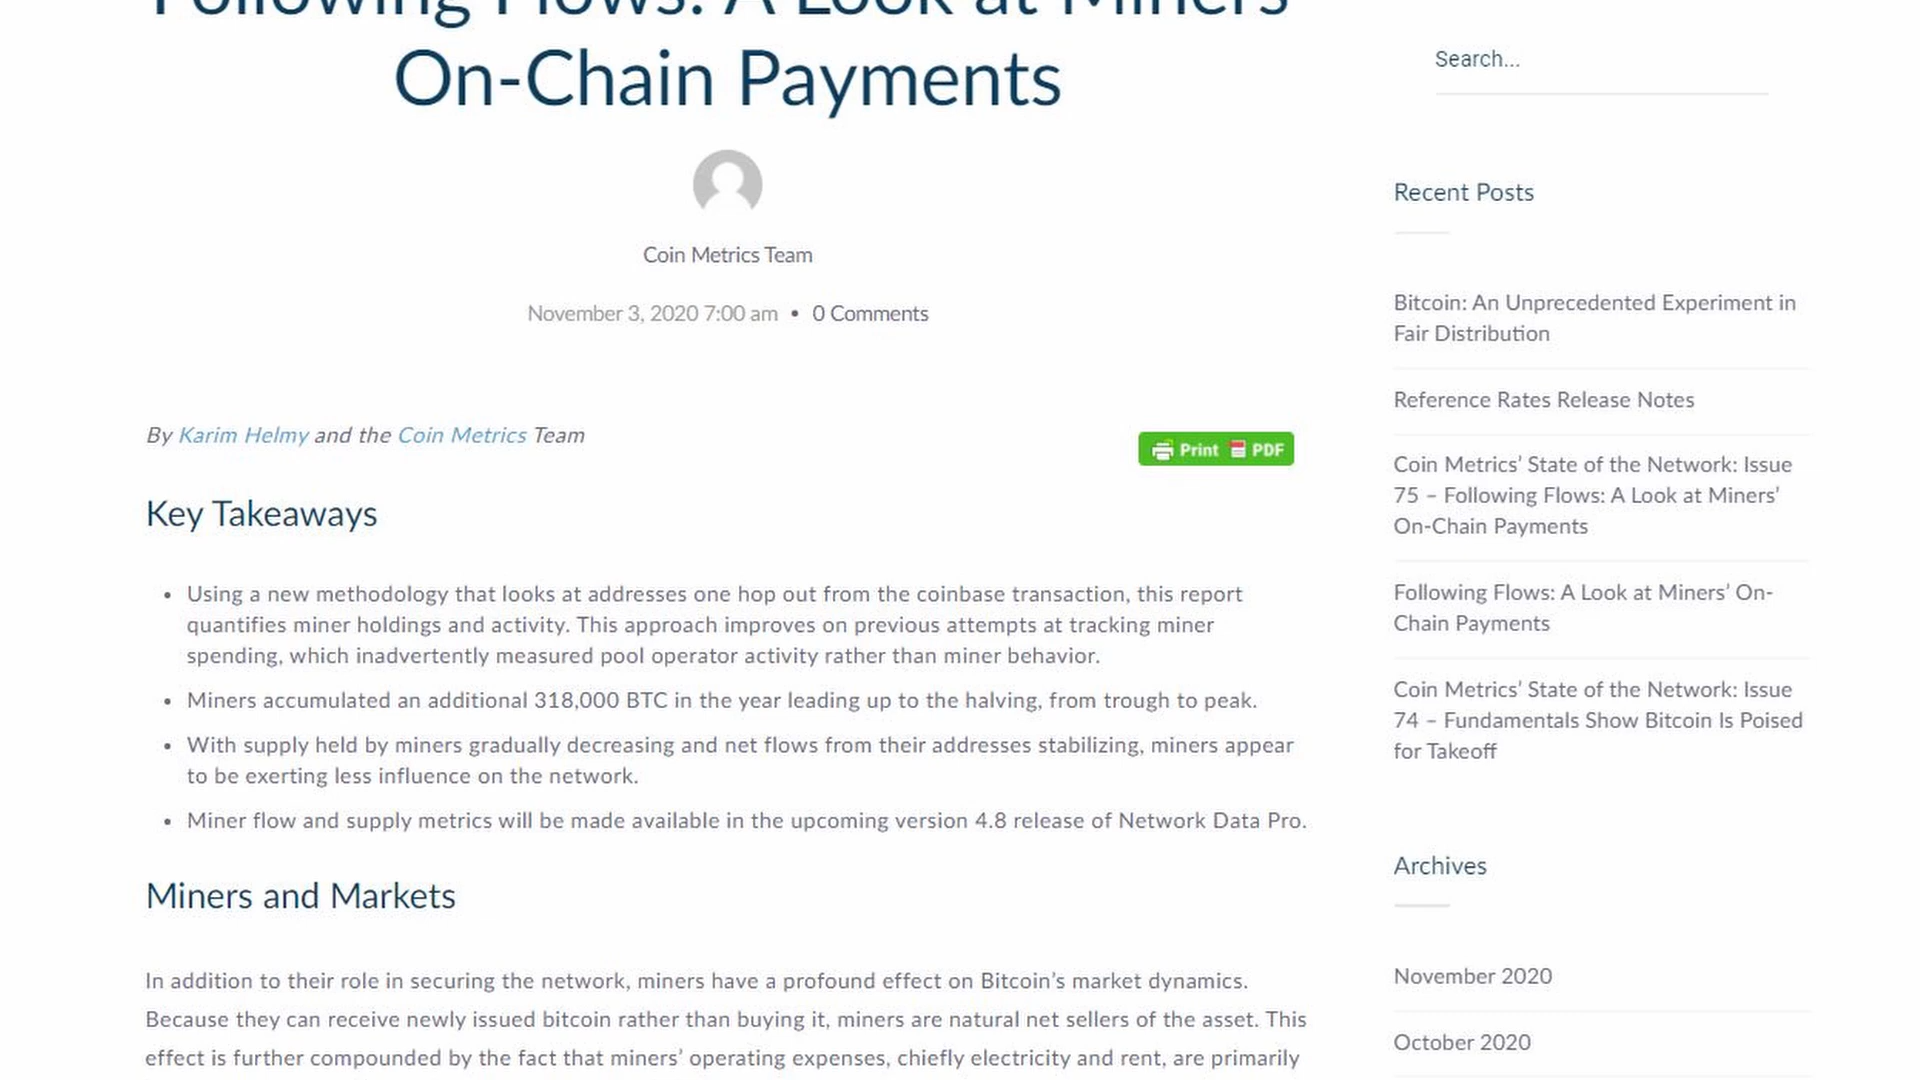 Following Flows: A Look at Miners'
On-Chain Payments
Coin Metrics Team
November 3, 2020 7:00 am • 0 Comments
By Karim Helmy and the Coin Metrics Team
Print PDF
Key Takeaways
• Using a new methodology that looks at addresses one hop out from the coinbase transaction, this report
quantifies miner holdings and activity. This approach improves on previous attempts at tracking miner
spending, which inadvertently measured pool operator activity rather than miner behavior.
• Miners accumulated an additional 318,000 BTC in the year leading up to the halving, from trough to peak.
• With supply held by miners gradually decreasing and net flows from their addresses stabilizing, miners appear
to be exerting less influence on the network.
• Miner flow and supply metrics will be made available in the upcoming version 4.8 release of Network Data Pro.
Miners and Markets
In addition to their role in securing the network, miners have a profound effect on Bitcoin’s market dynamics.
Because they can receive newly issued bitcoin rather than buying it, miners are natural net sellers of the asset. This
effect is further compounded by the fact that miners’ operating expenses, chiefly electricity and rent, are primarily
Search...
Recent Posts
Bitcoin: An Unprecedented Experiment in
Fair Distribution
Reference Rates Release Notes
Coin Metrics’ State of the Network: Issue
75 – Following Flows: A Look at Miners’
On-Chain Payments
Following Flows: A Look at Miners’ On-
Chain Payments
Coin Metrics’ State of the Network: Issue
74 – Fundamentals Show Bitcoin Is Poised
for Takeoff
Archives
November 2020
October 2020